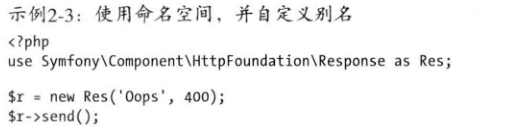 示例2-3：使用命名空间，并自定义别名
<?php
use Symfony\Component\HttpFoundation\Response as Res;
$r = new Res('Oops', 400);
$r->send();